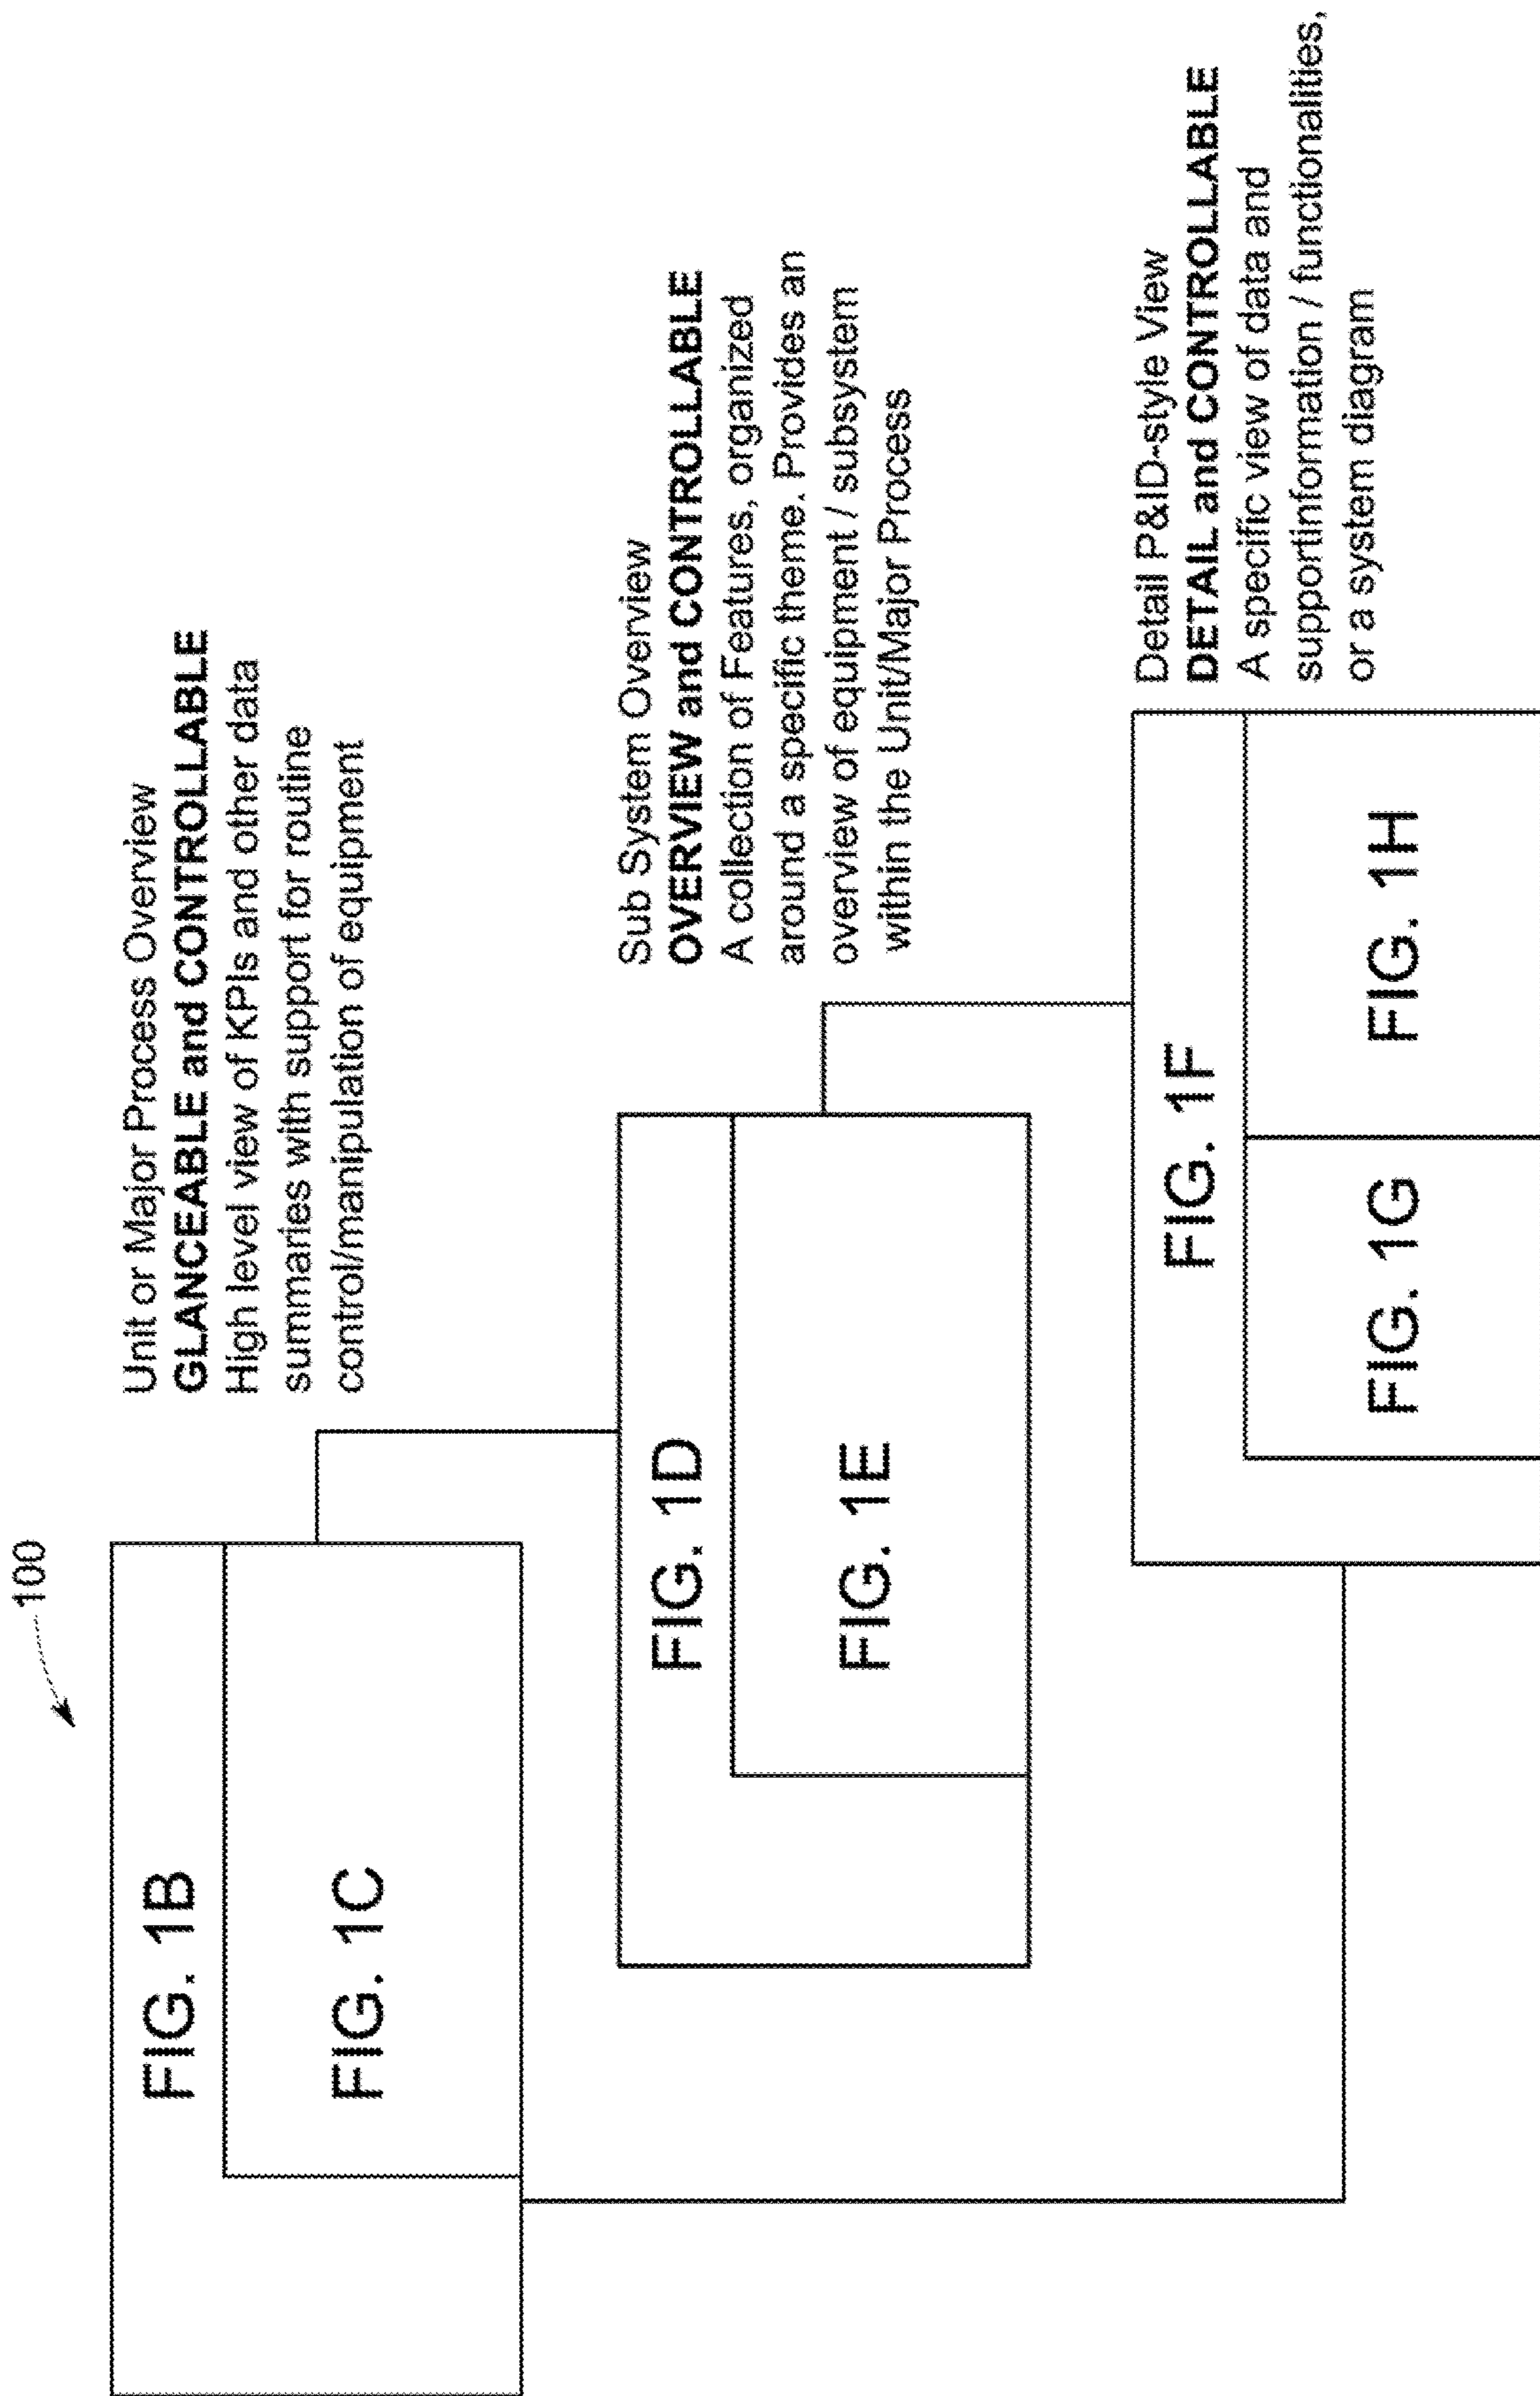 100
FIG. 1B
FIG. 1C
Unit or Major Process Overview
GLANCEABLE and CONTROLLABLE
High level view of KPIs and other data
summaries with support for routine
control/manipulation of equipment
FIG. 1D
FIG. 1E
Sub System Overview
OVERVIEW and CONTROLLABLE
A collection of Features, organized
around a specific theme. Provides an
overview of equipment / subsystem
within the Unit/Major Process
FIG. 1F
FIG. 1G
FIG. 1H
Detail P&ID-style View
DETAIL and CONTROLLABLE
A specific view of data and
supportinformation / functionalities,
or a system diagram